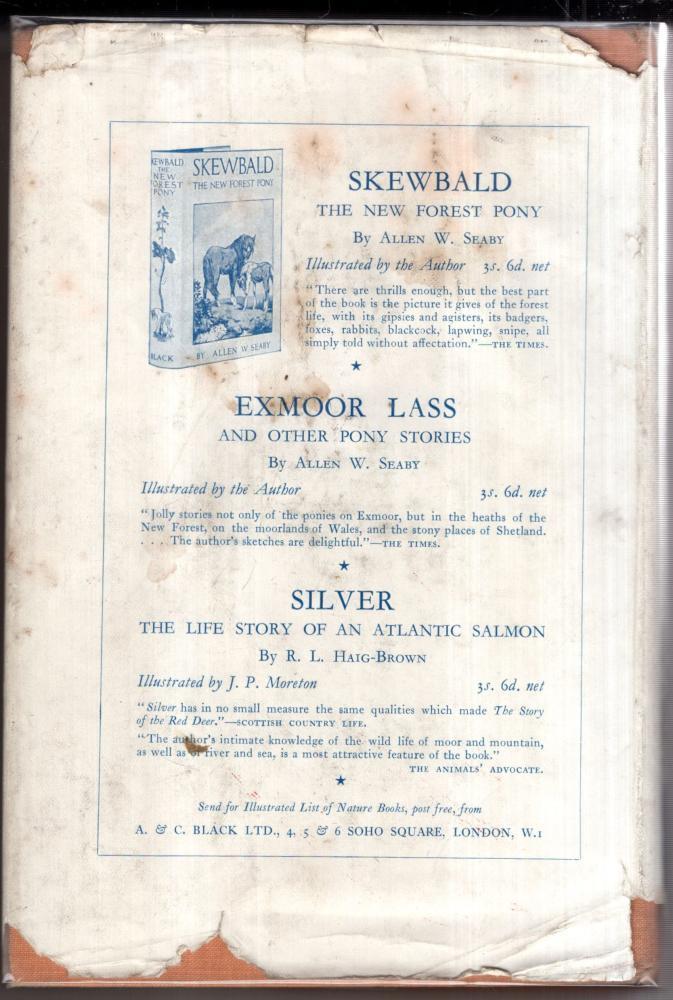 KEWBALD
THE
NEW
OREST
PONY
BLACK
SKEWBALD
THE NEW FOREST PONY
BY ALLEN W SEABY
SKEWBALD
THE NEW FOREST PONY
By ALLEN W. SEABY
Illustrated by the Author 3s. 6d. net
"There are thrills enough, but the best part
of the book is the picture it gives of the forest
life, with its gipsies and agisters, its badgers,
foxes, rabbits, blackcock, lapwing, snipe, all
simply told without affectation."—THE TIMES.
★
EXMOOR LASS
AND OTHER PONY STORIES
By ALLEN W. SEABY
Illustrated by the Author 3s. 6d. net
"Jolly stories not only of the ponies on Exmoor, but in the heaths of the
New Forest, on the moorlands of Wales, and the stony places of Shetland.
. . . The author's sketches are delightful."—THE TIMES.
★
SILVER
THE LIFE STORY OF AN ATLANTIC SALMON
By R. L. HAIG-BROWN
Illustrated by J. P. Moreton 3s. 6d. net
"Silver has in no small measure the same qualities which made The Story
of the Red Deer."—SCOTTISH COUNTRY LIFE.
"The author's intimate knowledge of the wild life of moor and mountain,
as well as of river and sea, is a most attractive feature of the book."
THE ANIMALS' ADVOCATE.
★
Send for Illustrated List of Nature Books, post free, from
A. & C. BLACK LTD., 4, 5 & 6 SOHO SQUARE, LONDON, W.1